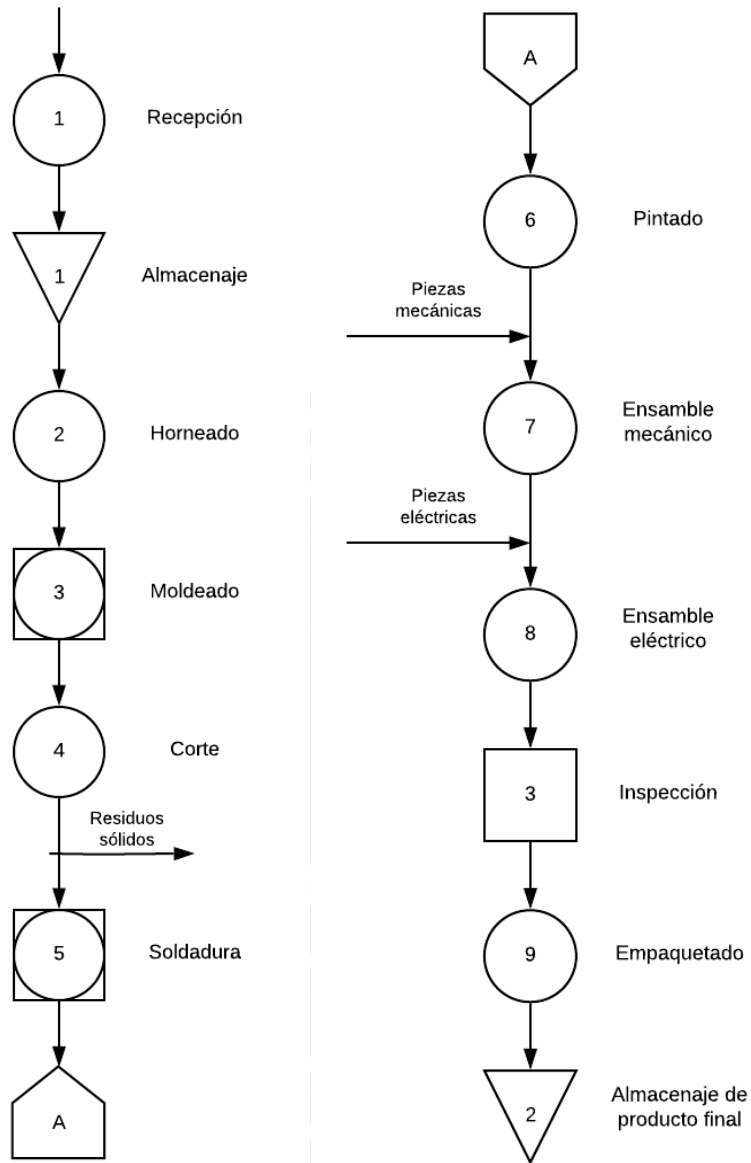 1
Recepción
1
Almacenaje
2
Horneado
3
Moldeado
4
Corte
Residuos
sólidos
5
Soldadura
A
A
6
Pintado
Piezas
mecánicas
7
Ensamble
mecánico
Piezas
eléctricas
8
Ensamble
eléctrico
3
Inspección
9
Empaquetado
2
Almacenaje de
producto final